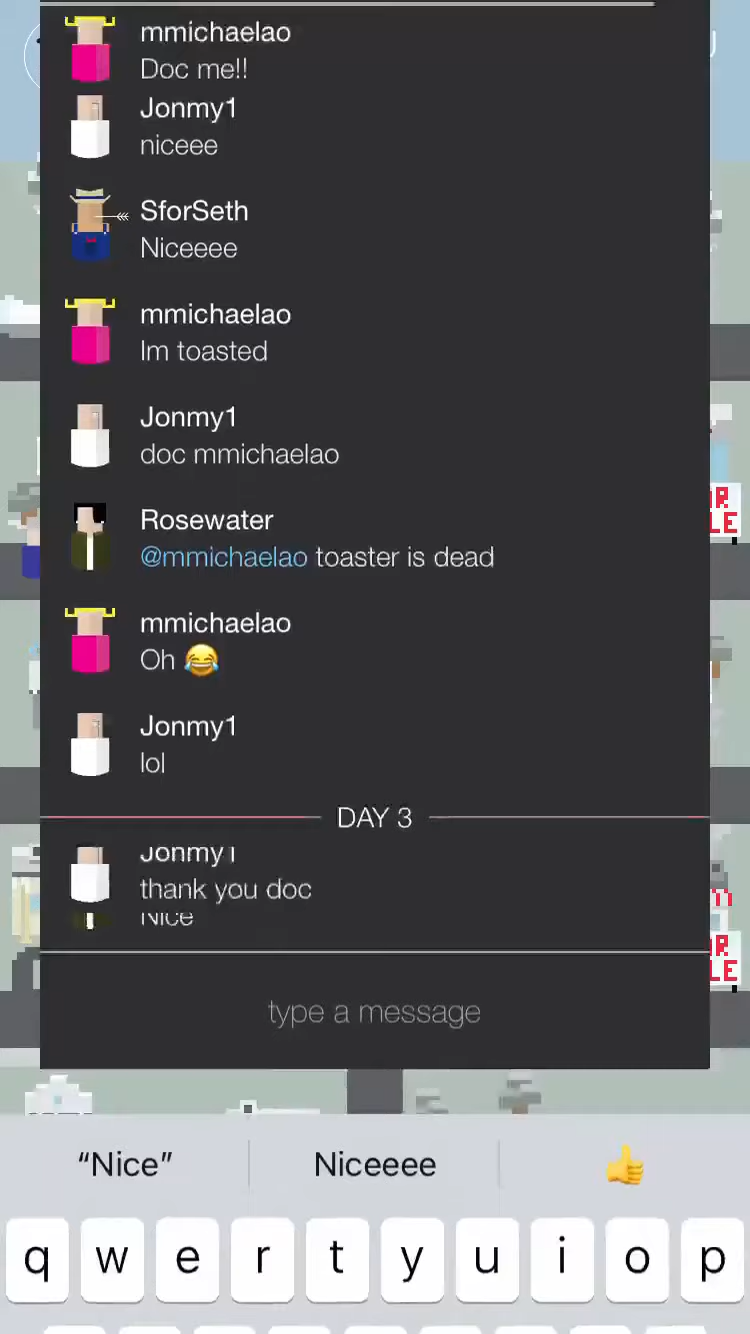 mmichaelao
Doc me!!
Jonmy1
niceee
SforSeth
Niceeee
mmichaelao
Im toasted
Jonmy1
doc mmichaelao
Rosewater
@mmichaelao toaster is dead
mmichaelao
Oh 😂
Jonmy1
lol
DAY 3
Jonmy1
thank you doc
Nice
type a message
“Nice” Niceeee 👍
q w e r t y u i o p